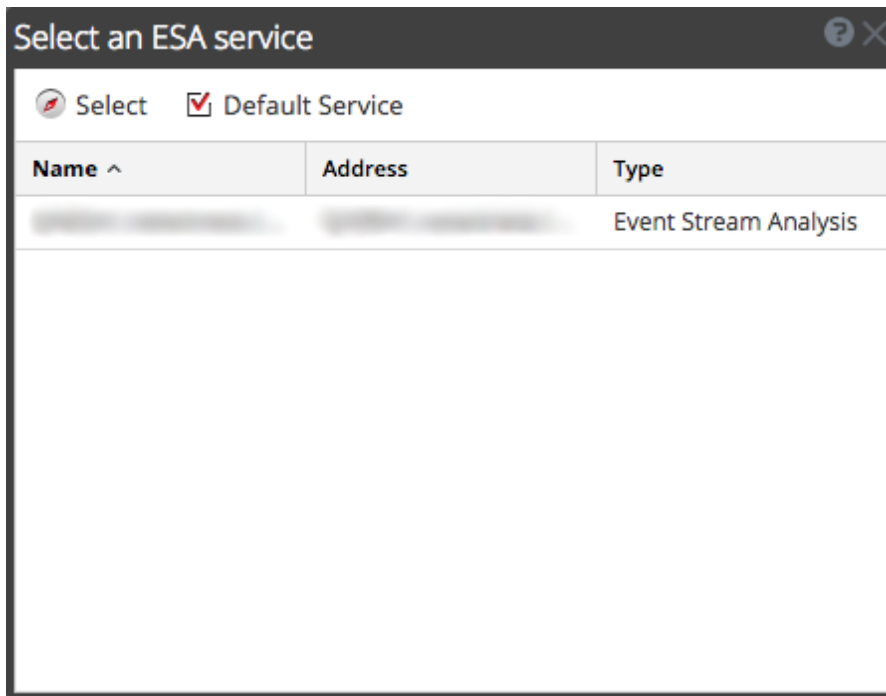 Select an ESA service
Select Default Service
Name Address Type
Event Stream Analysis